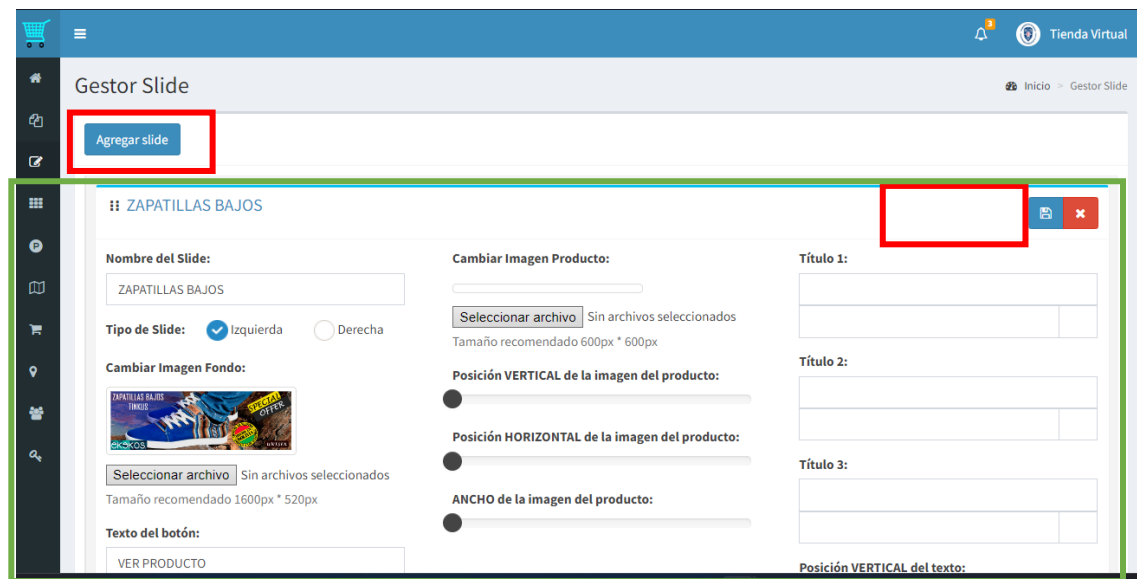 3
Tienda Virtual
Gestor Slide
Inicio > Gestor Slide
Agregar slide
ZAPATILLAS BAJOS
Nombre del Slide:
ZAPATILLAS BAJOS
Tipo de Slide: Izquierda Derecha
Cambiar Imagen Fondo:
ZAPATILLAS BAJOS
TINKUS
SPECIAL
OFFER
ekekos
Seleccionar archivo Sin archivos seleccionados
Tamaño recomendado 1600px * 520px
Texto del botón:
VER PRODUCTO
Cambiar Imagen Producto:
Seleccionar archivo Sin archivos seleccionados
Tamaño recomendado 600px * 600px
Posición VERTICAL de la imagen del producto:
Posición HORIZONTAL de la imagen del producto:
ANCHO de la imagen del producto:
Título 1:
Título 2:
Título 3:
Posición VERTICAL del texto: